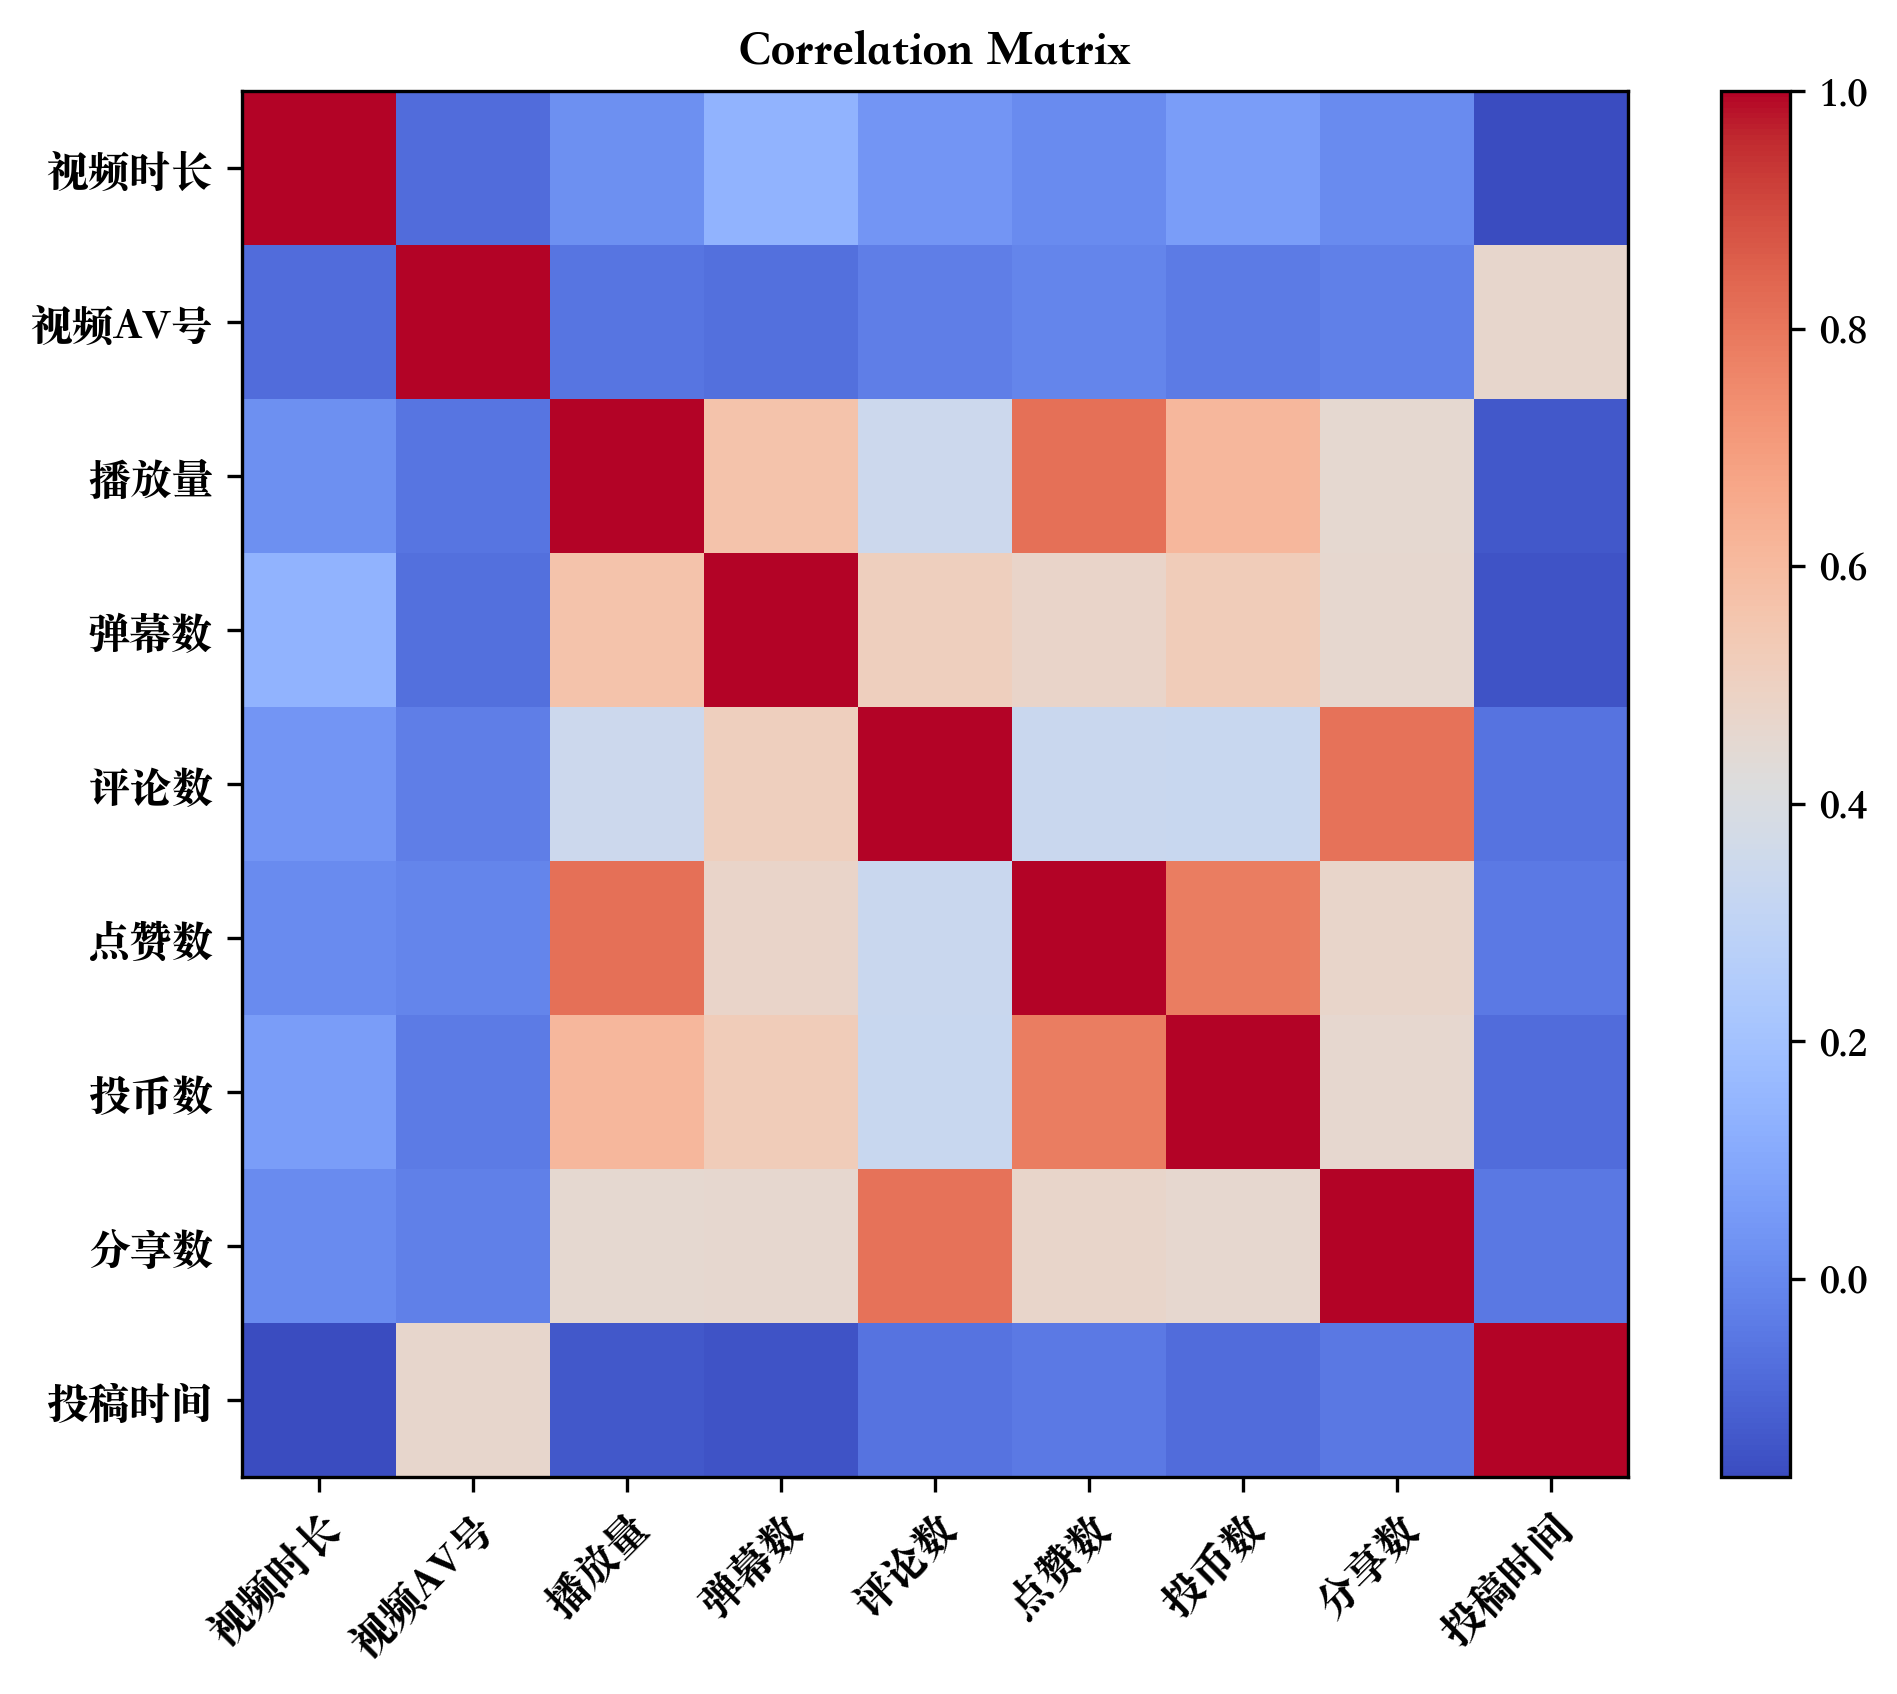 Correlation Matrix
视频时长
视频AV号
播放量
弹幕数
评论数
点赞数
投币数
分享数
投稿时间
视频时长
视频AV号
播放量
弹幕数
评论数
点赞数
投币数
分享数
投稿时间
1.0
0.8
0.6
0.4
0.2
0.0